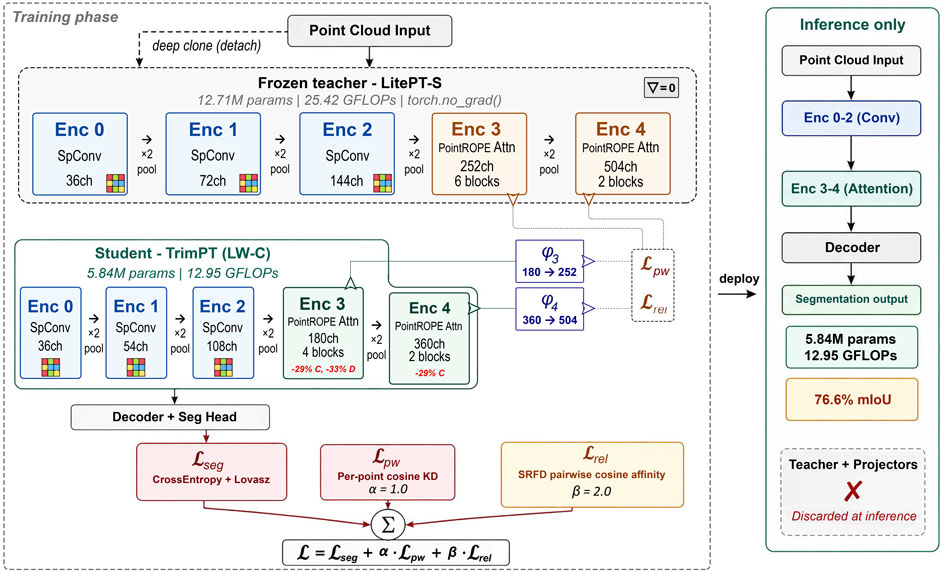 Training phase
Point Cloud Input
deep clone (detach)
Frozen teacher - LitePT-S
12.71M params | 25.42 GFLOPs | torch.no_grad()
∇=0
Enc 0
SpConv
36ch
×2
pool
Enc 1
SpConv
72ch
×2
pool
Enc 2
SpConv
144ch
×2
pool
Enc 3
PointROPE Attn
252ch
6 blocks
×2
pool
Enc 4
PointROPE Attn
504ch
2 blocks
Student - TrimPT (LW-C)
5.84M params | 12.95 GFLOPs
Enc 0
SpConv
36ch
×2
pool
Enc 1
SpConv
54ch
×2
pool
Enc 2
SpConv
108ch
×2
pool
Enc 3
PointROPE Attn
180ch
4 blocks
-29% C, -33% D
×2
pool
Enc 4
PointROPE Attn
360ch
2 blocks
-29% C
φ3
180 → 252
φ4
360 → 504
ℒpw
ℒrel
Decoder + Seg Head
ℒseg
CrossEntropy + Lovasz
ℒpw
Per-point cosine KD
α = 1.0
ℒrel
SRFD pairwise cosine affinity
β = 2.0
Σ
ℒ = ℒseg + α · ℒpw + β · ℒrel
deploy
Inference only
Point Cloud Input
Enc 0-2 (Conv)
Enc 3-4 (Attention)
Decoder
Segmentation output
5.84M params
12.95 GFLOPs
76.6% mIoU
Teacher + Projectors
✗
Discarded at inference